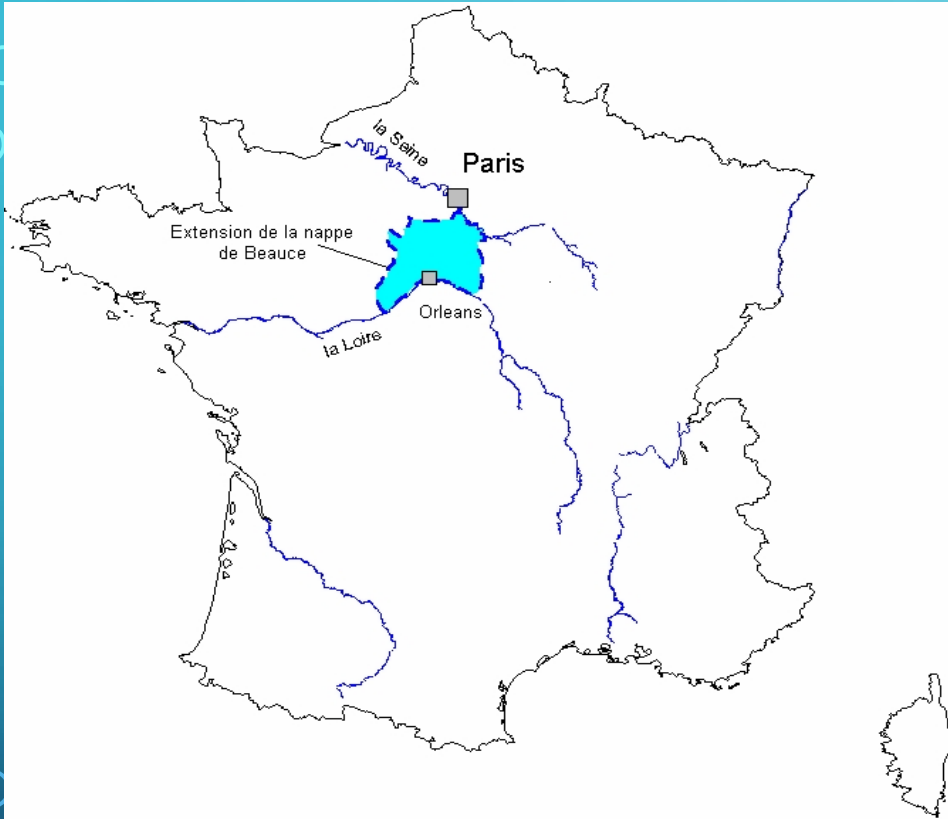 la Seine
Paris
Extension de la nappe
de Beauce
Orleans
la Loire